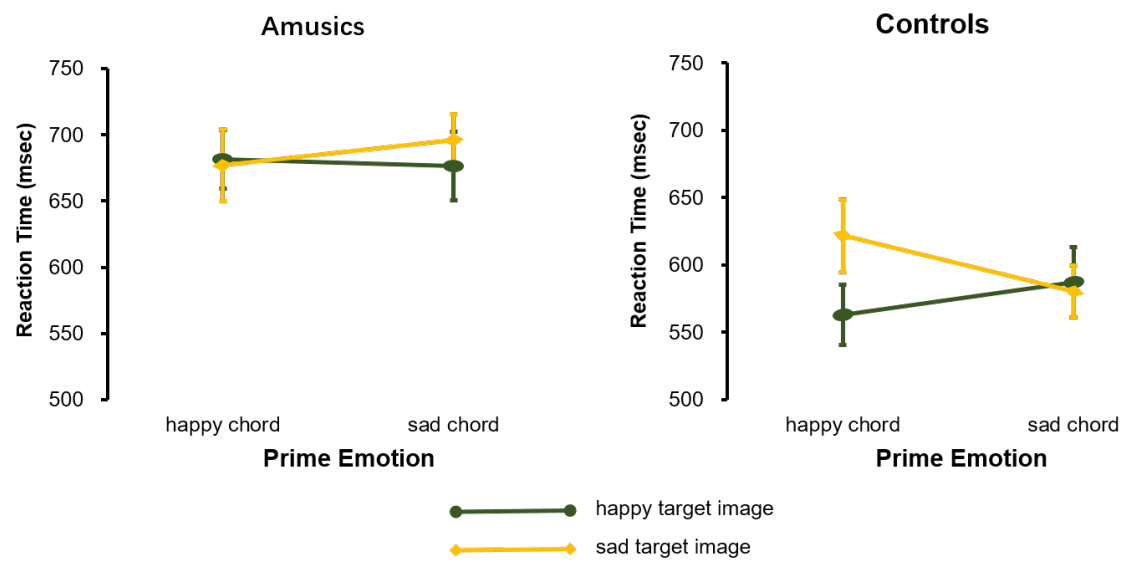 Amusics
Reaction Time (msec)
750
700
650
600
550
500
happy chord sad chord
Prime Emotion
Controls
Reaction Time (msec)
750
700
650
600
550
500
happy chord sad chord
Prime Emotion
happy target image
sad target image